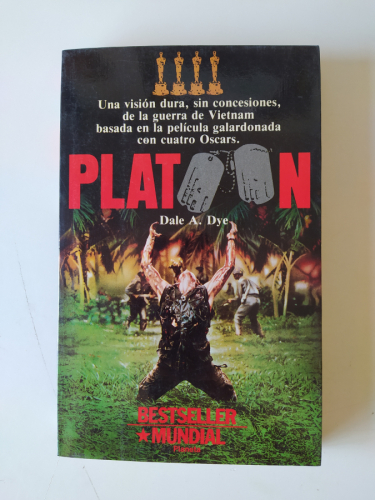 Una visión dura, sin concesiones,
de la guerra de Vietnam
basada en la película galardonada
con cuatro Oscars.
PLATOON
Dale A. Dye
BESTSELLER
MUNDIAL
Planeta